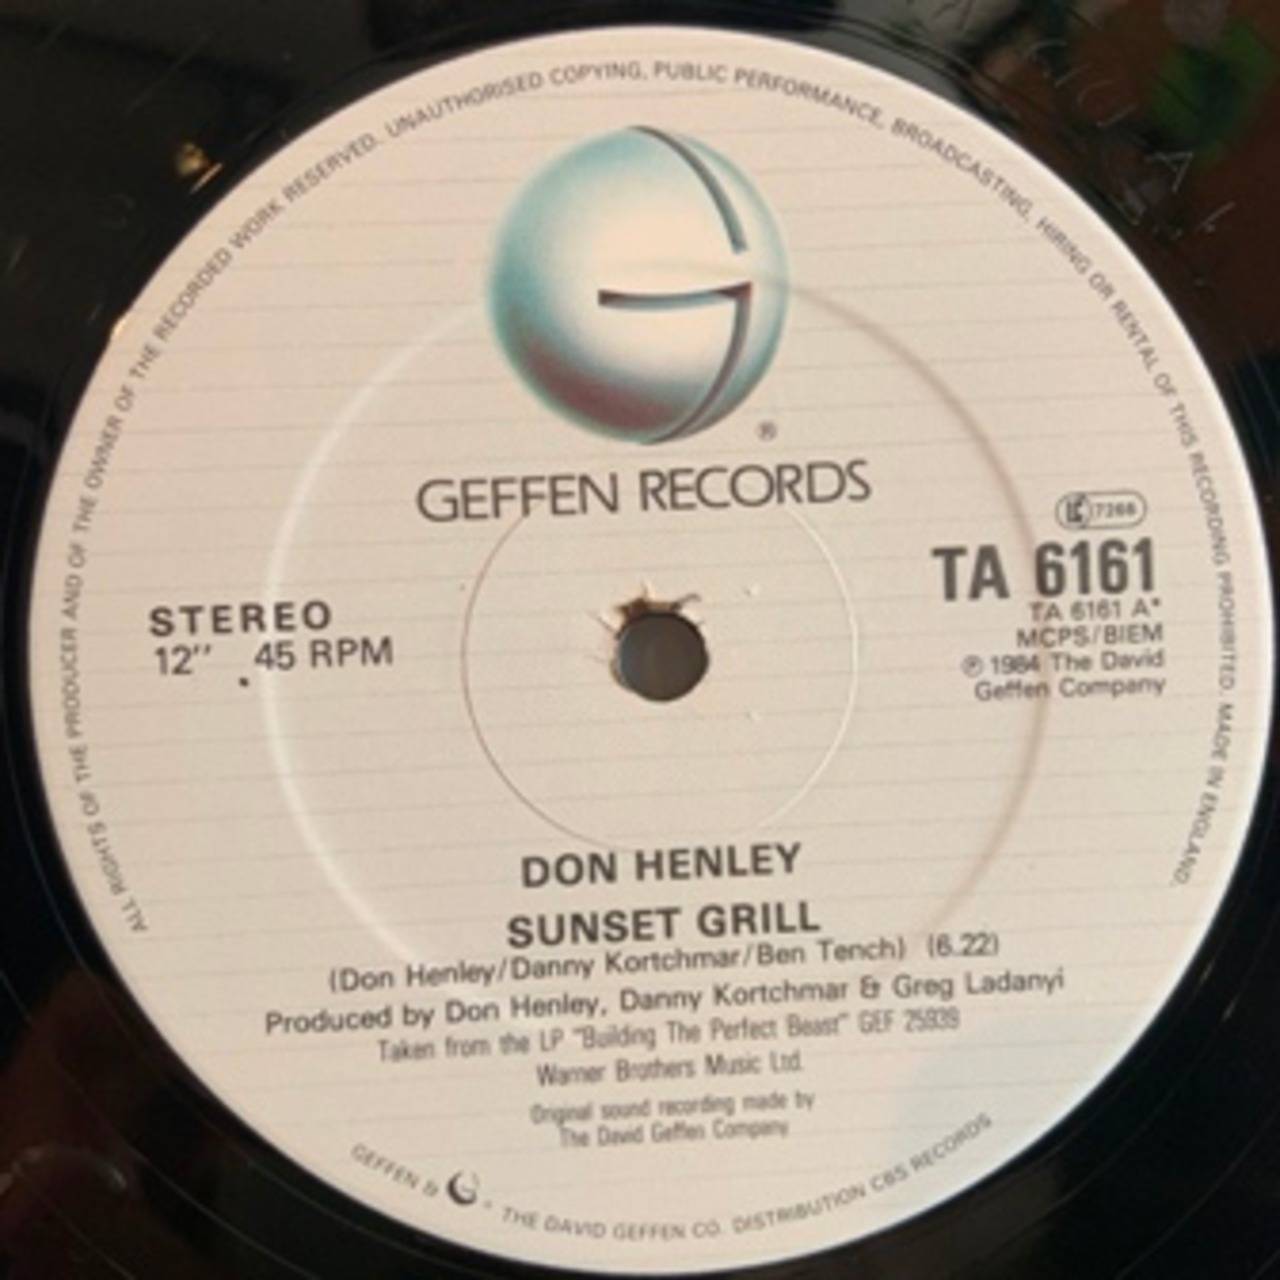 ALL RIGHTS OF THE PRODUCER AND OF THE OWNER OF THE RECORDED WORK RESERVED. UNAUTHORISED COPYING, PUBLIC PERFORMANCE, BROADCASTING, HIRING OR RENTAL OF THIS RECORDING PROHIBITED. MADE IN ENGLAND.
®
GEFFEN RECORDS
LC 7266
TA 6161
TA 6161 A*
MCPS/BIEM
℗ 1984 The David
Geffen Company
STEREO
12" . 45 RPM
DON HENLEY
SUNSET GRILL
(Don Henley/Danny Kortchmar/Ben Tench) (6.22)
Produced by Don Henley, Danny Kortchmar & Greg Ladanyi
Taken from the LP "Building The Perfect Beast" GEF 25939
Warner Brothers Music Ltd.
Original sound recording made by
The David Geffen Company
GEFFEN & G - THE DAVID GEFFEN CO. DISTRIBUTION CBS RECORDS